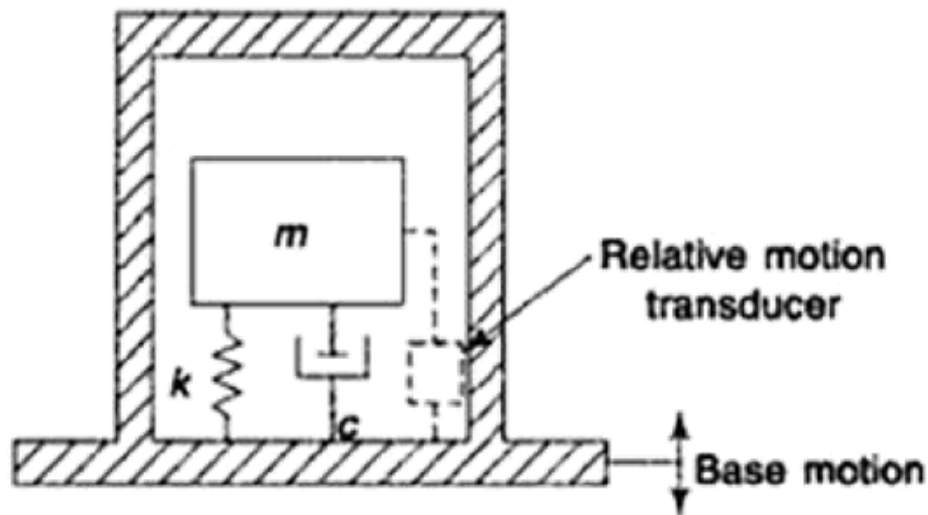 m
Relative motion
transducer
k
c
Base motion